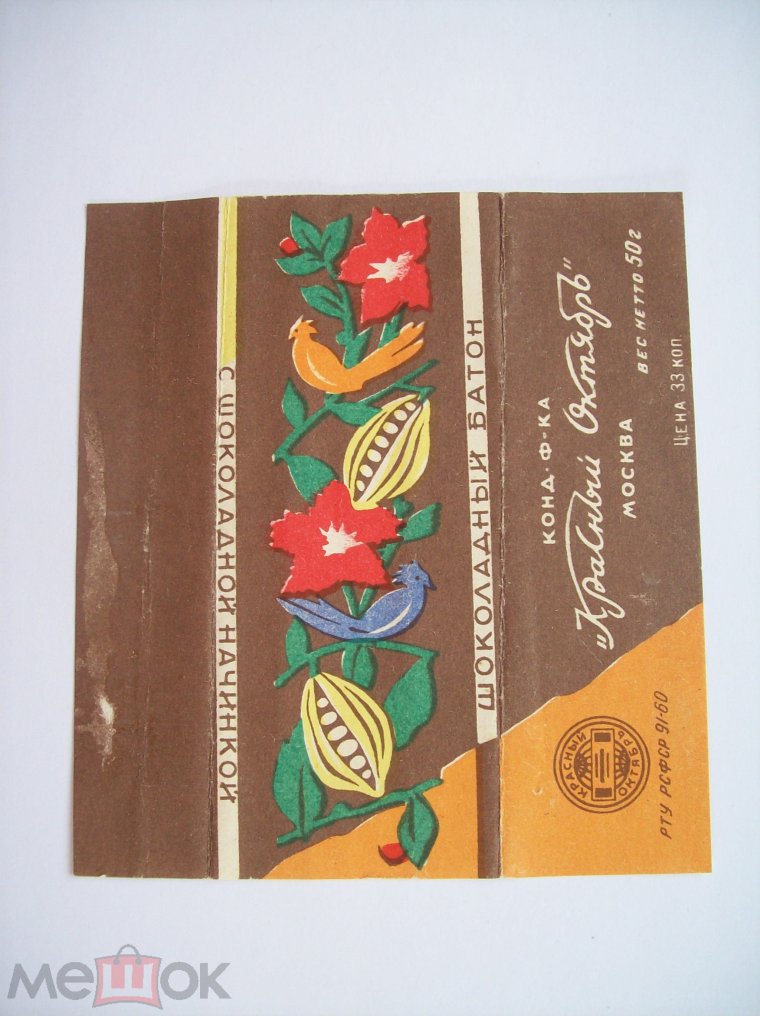 С ШОКОЛАДНОЙ НАЧИНКОЙ
ШОКОЛАДНЫЙ БАТОН
КОНД. Ф-КА
„Красный Октябрь"
МОСКВА
ВЕС НЕТТО 50 г
ЦЕНА 33 КОП
КРАСНЫЙ
ОКТЯБРЬ
РТУ РСФСР 91-60
мешок